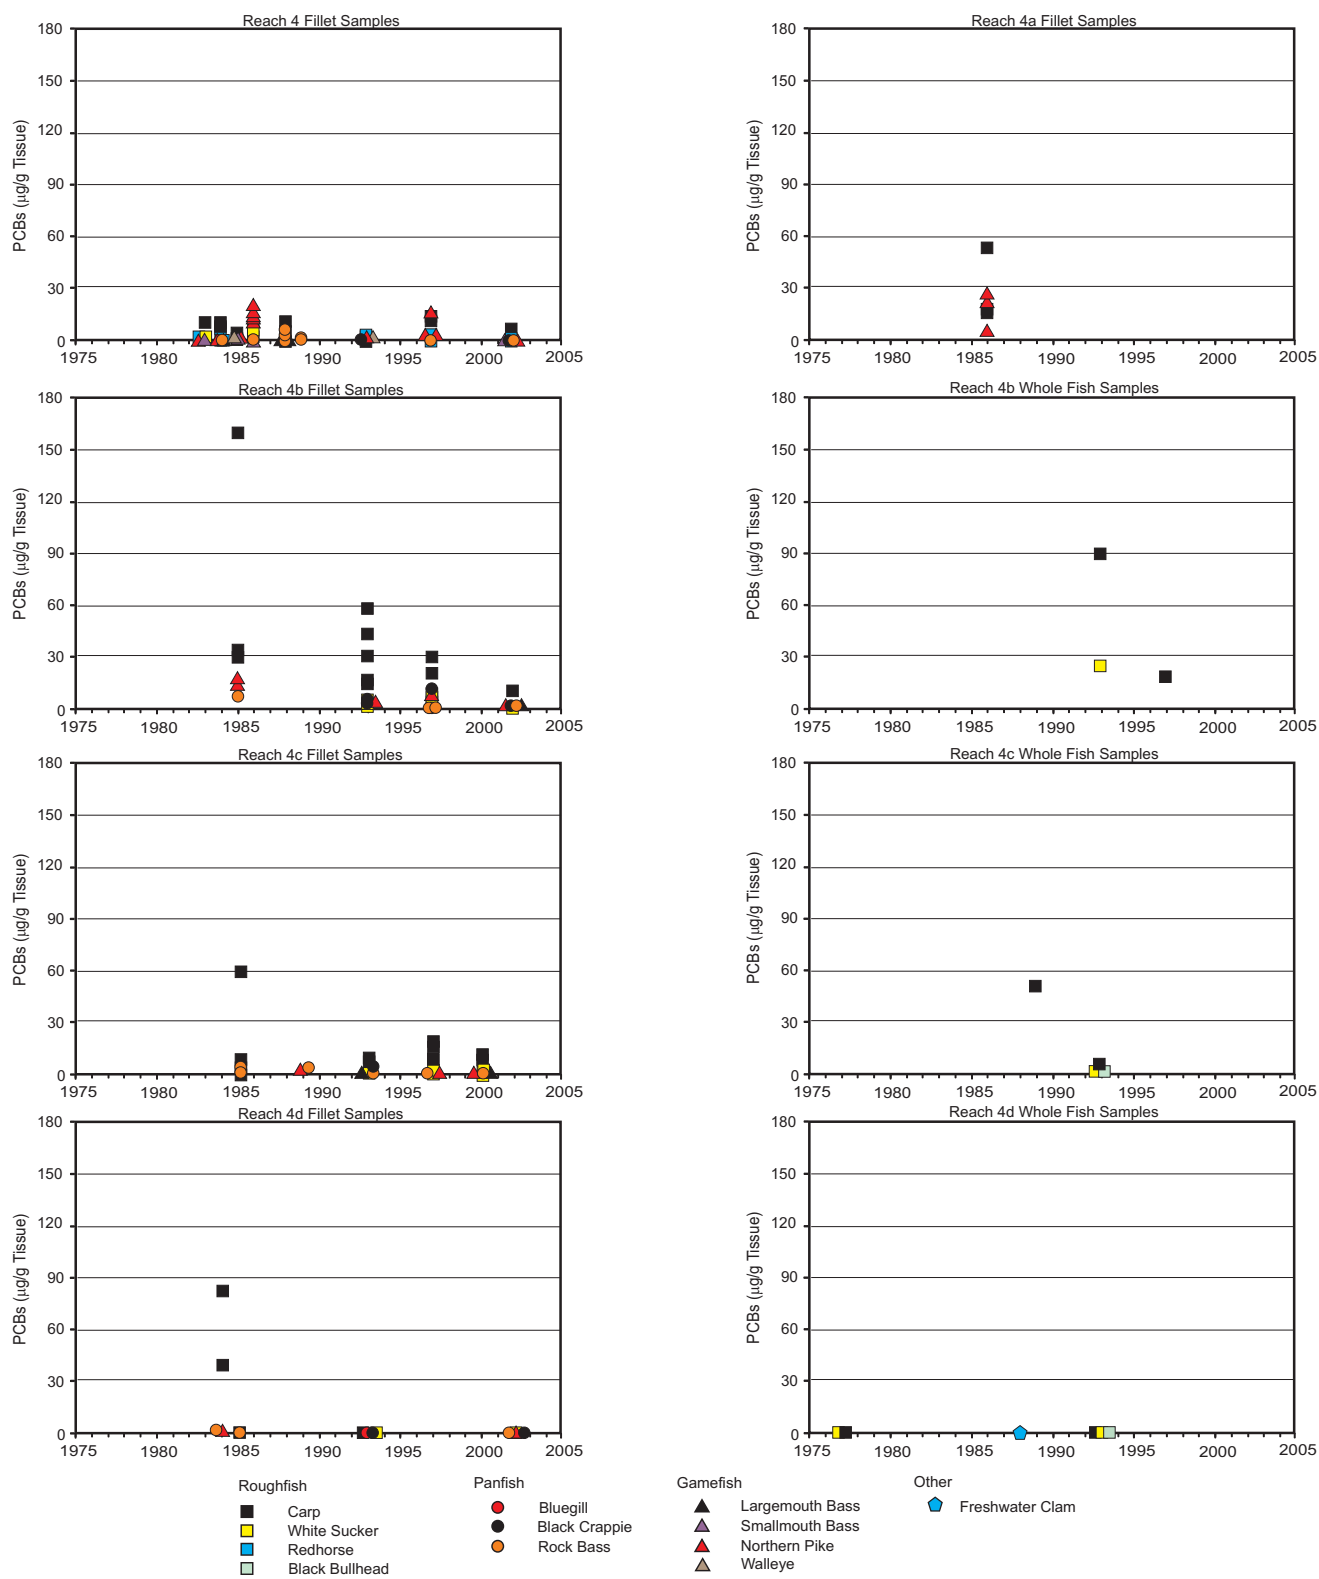 Reach 4 Fillet Samples
180
150
120
90
60
30
0
PCBs (µg/g Tissue)
1975 1980 1985 1990 1995 2000 2005
Reach 4a Fillet Samples
180
150
120
90
60
30
0
PCBs (µg/g Tissue)
1975 1980 1985 1990 1995 2000 2005
Reach 4b Fillet Samples
180
150
120
90
60
30
0
PCBs (µg/g Tissue)
1975 1980 1985 1990 1995 2000 2005
Reach 4b Whole Fish Samples
180
150
120
90
60
30
0
PCBs (µg/g Tissue)
1975 1980 1985 1990 1995 2000 2005
Reach 4c Fillet Samples
180
150
120
90
60
30
0
PCBs (µg/g Tissue)
1975 1980 1985 1990 1995 2000 2005
Reach 4c Whole Fish Samples
180
150
120
90
60
30
0
PCBs (µg/g Tissue)
1975 1980 1985 1990 1995 2000 2005
Reach 4d Fillet Samples
180
150
120
90
60
30
0
PCBs (µg/g Tissue)
1975 1980 1985 1990 1995 2000 2005
Reach 4d Whole Fish Samples
180
150
120
90
60
30
0
PCBs (µg/g Tissue)
1975 1980 1985 1990 1995 2000 2005
Roughfish
Carp
White Sucker
Redhorse
Black Bullhead
Panfish
Bluegill
Black Crappie
Rock Bass
Gamefish
Largemouth Bass
Smallmouth Bass
Northern Pike
Walleye
Other
Freshwater Clam